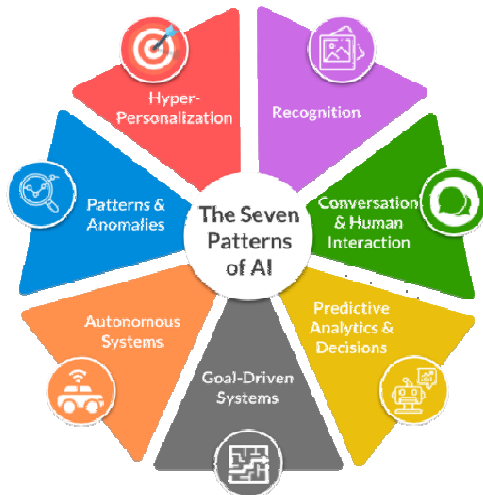 The Seven
Patterns
of AI
Hyper-
Personalization
Recognition
Conversation
& Human
Interaction
Predictive
Analytics &
Decisions
Goal-Driven
Systems
Autonomous
Systems
Patterns &
Anomalies